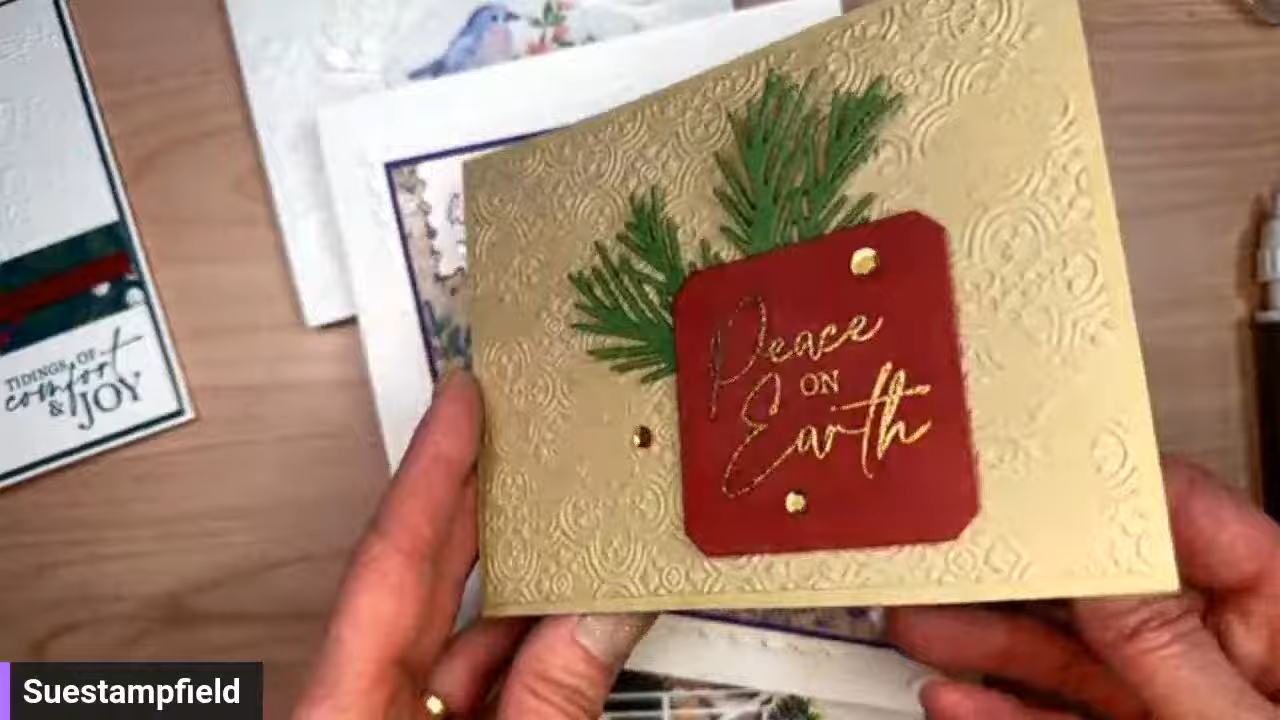 Peace
ON
Earth
TIDINGS OF
comfort
& JOY
Suestampfield